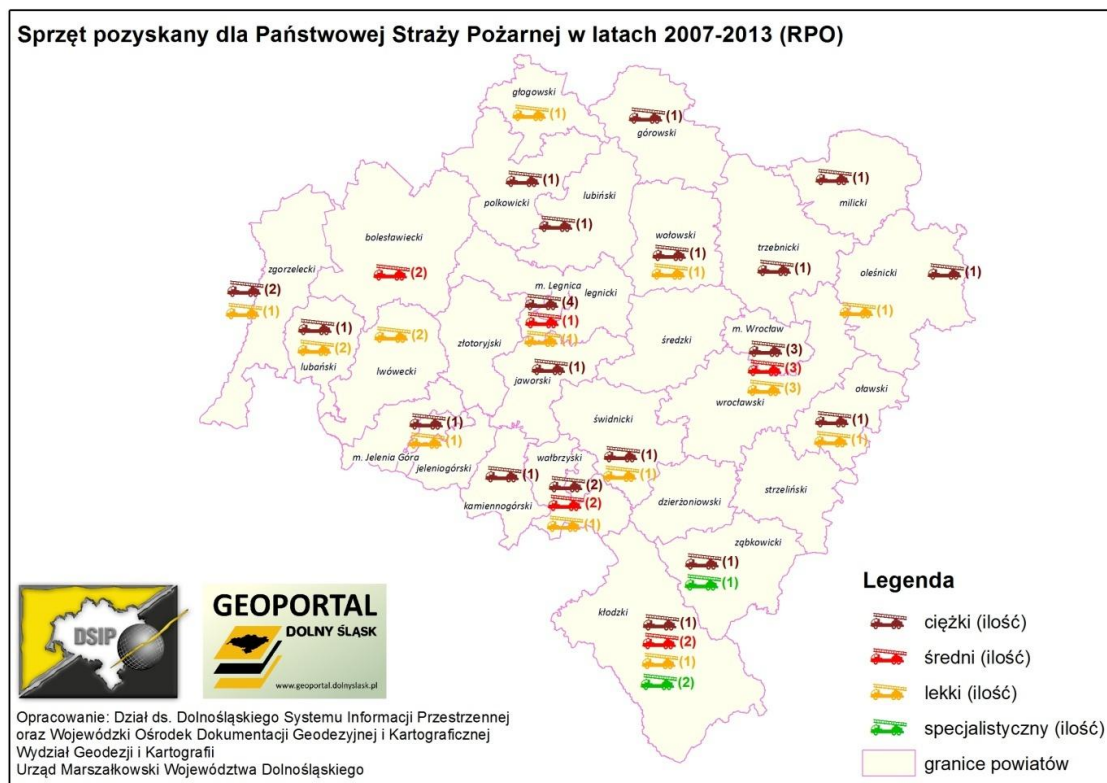 Sprzęt pozyskany dla Państwowej Straży Pożarnej w latach 2007-2013 (RPO)
głogowski
(1)
(1)
górowski
(1)
polkowicki
lubiński
(1)
(1)
milicki
bolesławiecki
(2)
wołowski
(1)
(1)
trzebnicki
(1)
oleśnicki
(1)
(1)
zgorzelecki
(2)
(1)
(1)
(2)
lubański
(2)
lwówecki
złotoryjski
m. Legnica
legnicki
(4)
(1)
(1)
(1)
jaworski
średzki
m. Wrocław
(3)
(3)
(3)
wrocławski
oławski
(1)
(1)
(1)
(1)
m. Jelenia Góra
jeleniogórski
(1)
kamiennogórski
wałbrzyski
(2)
(2)
(1)
świdnicki
(1)
(1)
dzierżoniowski
strzeliński
ząbkowicki
(1)
(1)
kłodzki
(1)
(2)
(1)
(2)
Legenda
ciężki (ilość)
średni (ilość)
lekki (ilość)
specjalistyczny (ilość)
granice powiatów
DSIP
GEOPORTAL
DOLNY ŚLĄSK
www.geoportal.dolnyslask.pl
Opracowanie: Dział ds. Dolnośląskiego Systemu Informacji Przestrzennej
oraz Wojewódzki Ośrodek Dokumentacji Geodezyjnej i Kartograficznej
Wydział Geodezji i Kartografii
Urząd Marszałkowski Województwa Dolnośląskiego